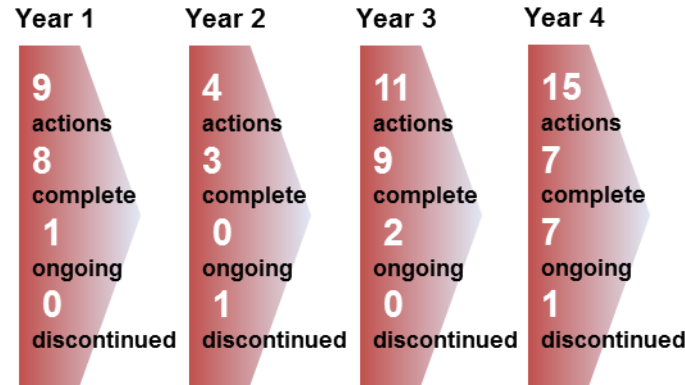 Year 1
9
actions
8
complete
1
ongoing
0
discontinued
Year 2
4
actions
3
complete
0
ongoing
1
discontinued
Year 3
11
actions
9
complete
2
ongoing
0
discontinued
Year 4
15
actions
7
complete
7
ongoing
1
discontinued